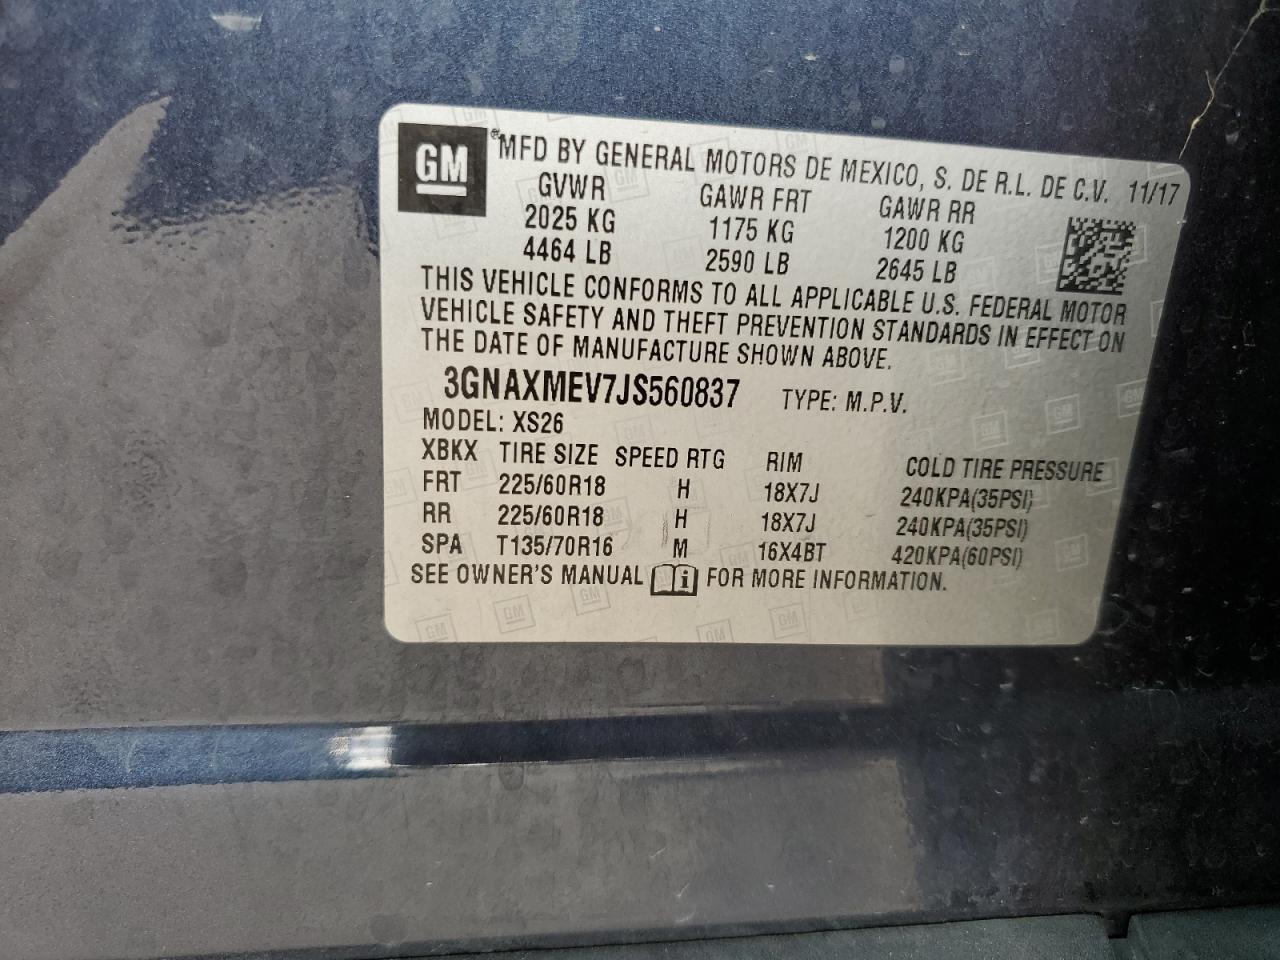 GM ® MFD BY GENERAL MOTORS DE MEXICO, S. DE R.L. DE C.V. 11/17
GVWR GAWR FRT GAWR RR
2025 KG 1175 KG 1200 KG
4464 LB 2590 LB 2645 LB
THIS VEHICLE CONFORMS TO ALL APPLICABLE U.S. FEDERAL MOTOR
VEHICLE SAFETY AND THEFT PREVENTION STANDARDS IN EFFECT ON
THE DATE OF MANUFACTURE SHOWN ABOVE.
3GNAXMEV7JS560837 TYPE: M.P.V.
MODEL: XS26
XBKX TIRE SIZE SPEED RTG RIM COLD TIRE PRESSURE
FRT 225/60R18 H 18X7J 240KPA(35PSI)
RR 225/60R18 H 18X7J 240KPA(35PSI)
SPA T135/70R16 M 16X4BT 420KPA(60PSI)
SEE OWNER'S MANUAL i FOR MORE INFORMATION.